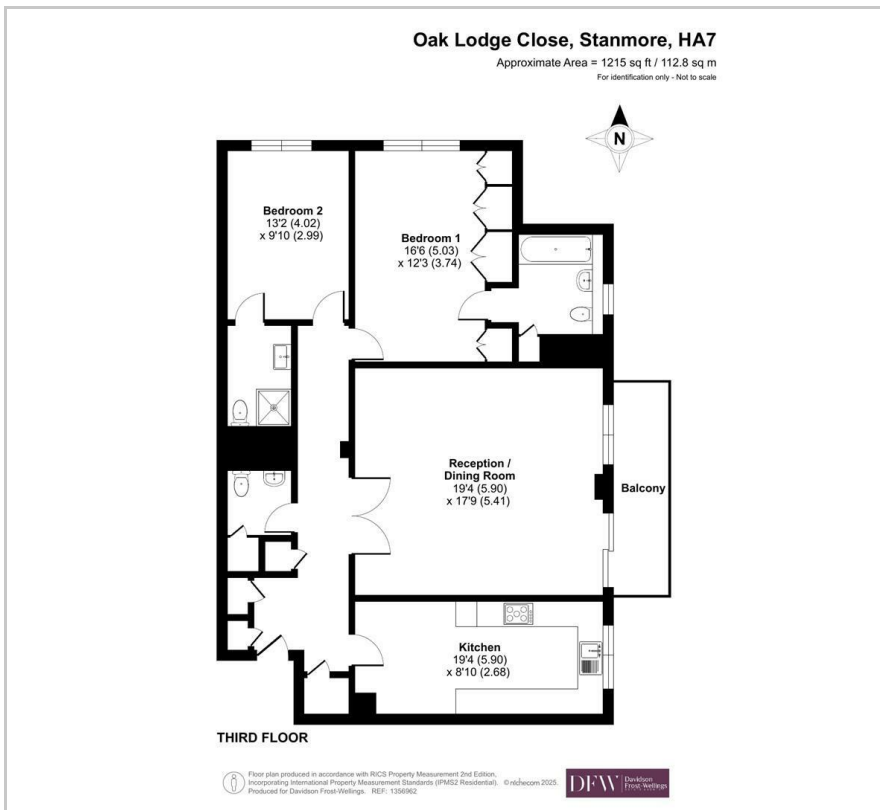 Oak Lodge Close, Stanmore, HA7
Approximate Area = 1215 sq ft / 112.8 sq m
For identification only - Not to scale
N
Bedroom 2
13'2 (4.02)
x 9'10 (2.99)
Bedroom 1
16'6 (5.03)
x 12'3 (3.74)
Reception /
Dining Room
19'4 (5.90)
x 17'9 (5.41)
Balcony
Kitchen
19'4 (5.90)
x 8'10 (2.68)
THIRD FLOOR
Floor plan produced in accordance with RICS Property Measurement 2nd Edition,
Incorporating International Property Measurement Standards (IPMS2 Residential). © nichecom 2025.
Produced for Davidson Frost-Wellings. REF: 1356962
DFW
Davidson
Frost-Wellings